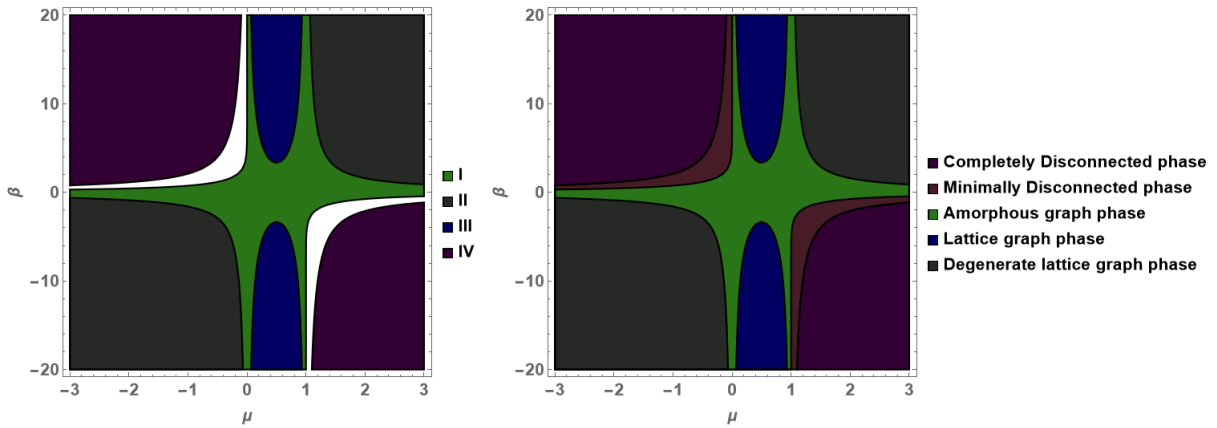 20
10
0
−10
−20
β
−3 −2 −1 0 1 2 3
μ
I
II
III
IV
20
10
0
−10
−20
β
−3 −2 −1 0 1 2 3
μ
Completely Disconnected phase
Minimally Disconnected phase
Amorphous graph phase
Lattice graph phase
Degenerate lattice graph phase